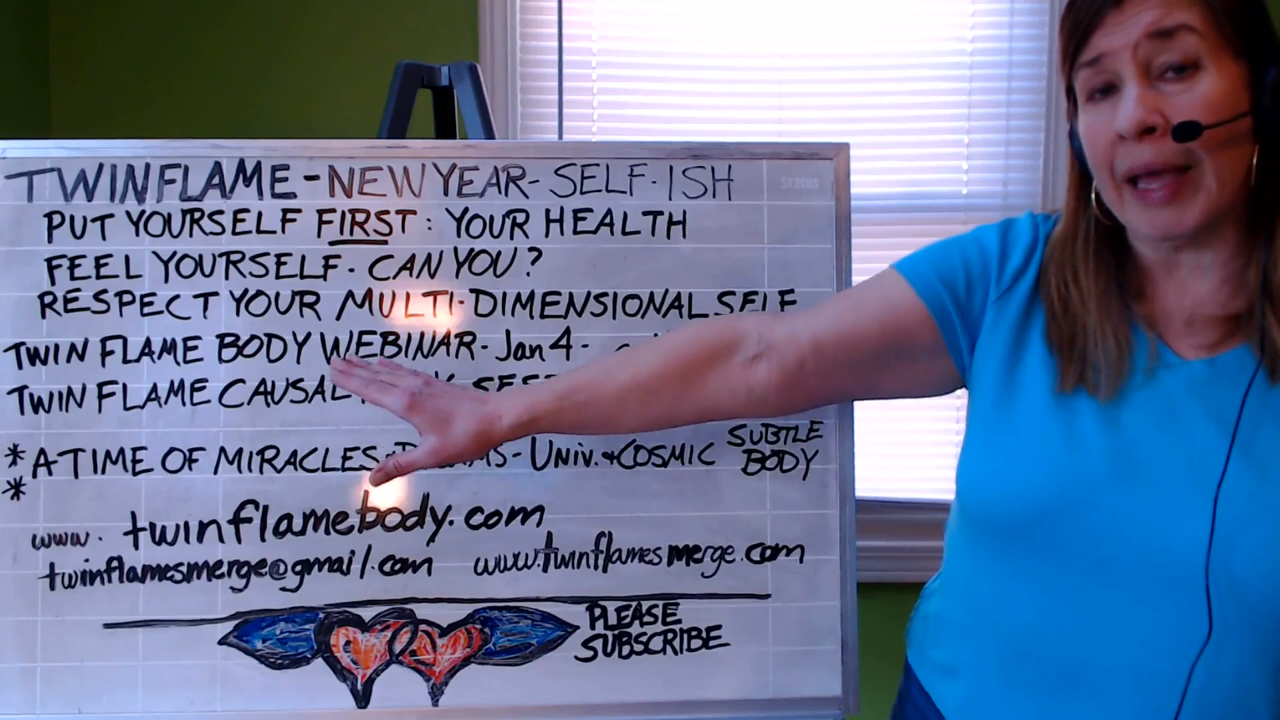 TWINFLAME-NEW YEAR-SELF-ISH
PUT YOURSELF FIRST: YOUR HEALTH
FEEL YOURSELF. CAN YOU?
RESPECT YOUR MULTI-DIMENSIONAL SELF
TWIN FLAME BODY WEBINAR-Jan 4-
TWIN FLAME CAUSAL
*A TIME OF MIRACLES- -Univ.+COSMIC SUBTLE BODY
*
www. twinflamebody.com
twinflamesmerge@gmail.com www.twinflamesmerge.com
PLEASE
SUBSCRIBE